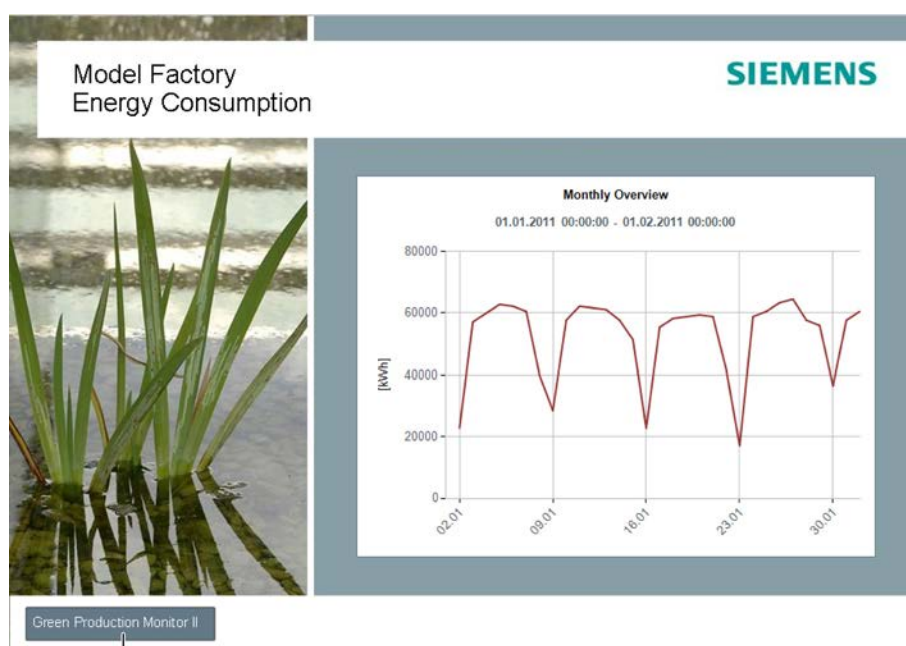 Model Factory
Energy Consumption
SIEMENS
Monthly Overview
01.01.2011 00:00:00 - 01.02.2011 00:00:00
80000
60000
40000
20000
0
[kWh]
02.01
09.01
16.01
23.01
30.01
Green Production Monitor II